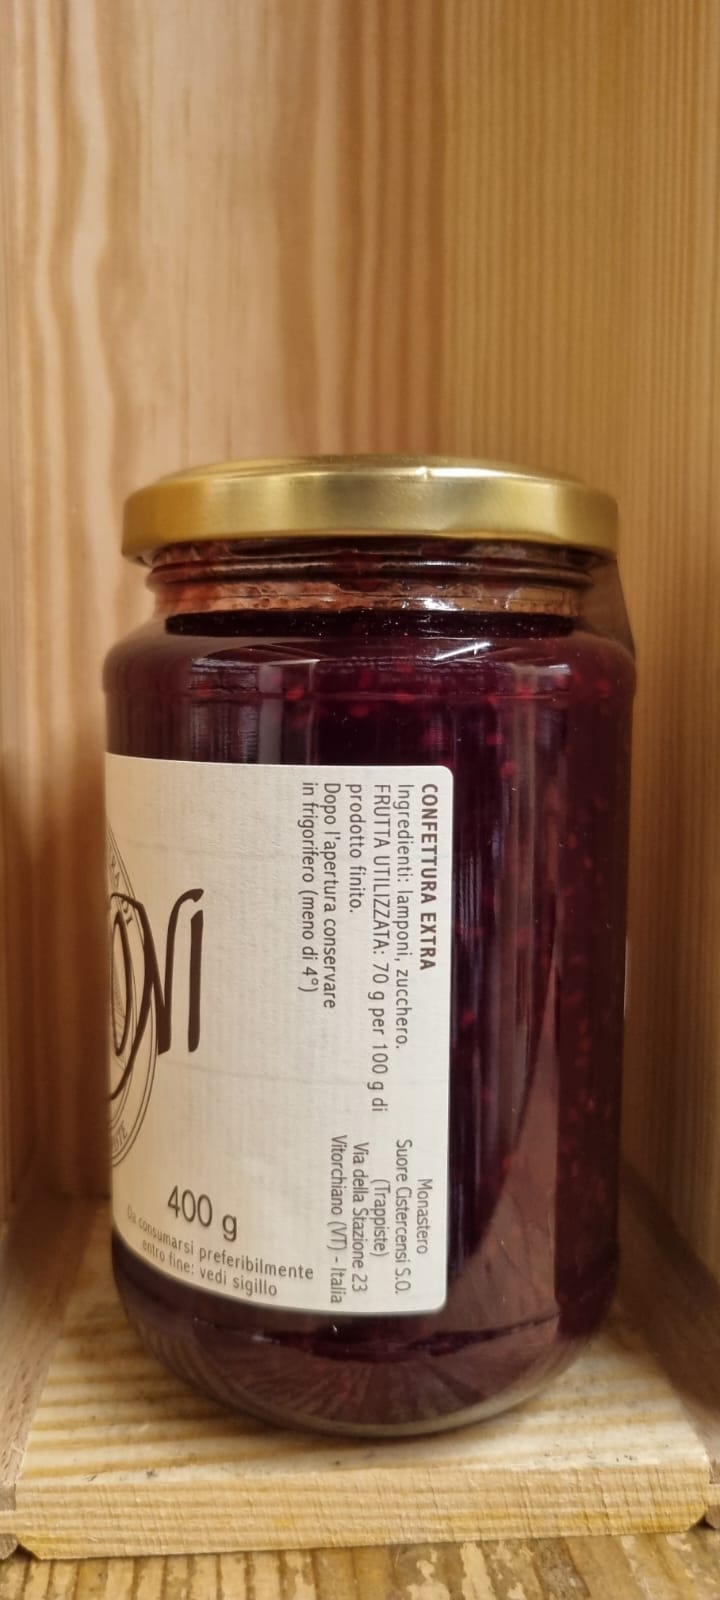 CONFETTURA EXTRA
Ingredienti: lamponi, zucchero.
FRUTTA UTILIZZATA: 70 g per 100 g di
prodotto finito.
Dopo l'apertura conservare
in frigorifero (meno di 4°)
Monastero
Suore Cistercensi S.O.
(Trappiste)
Via della Stazione 23
Vitorchiano (VT) - Italia
ONI
400 g
Da consumarsi preferibilmente
entro fine: vedi sigillo